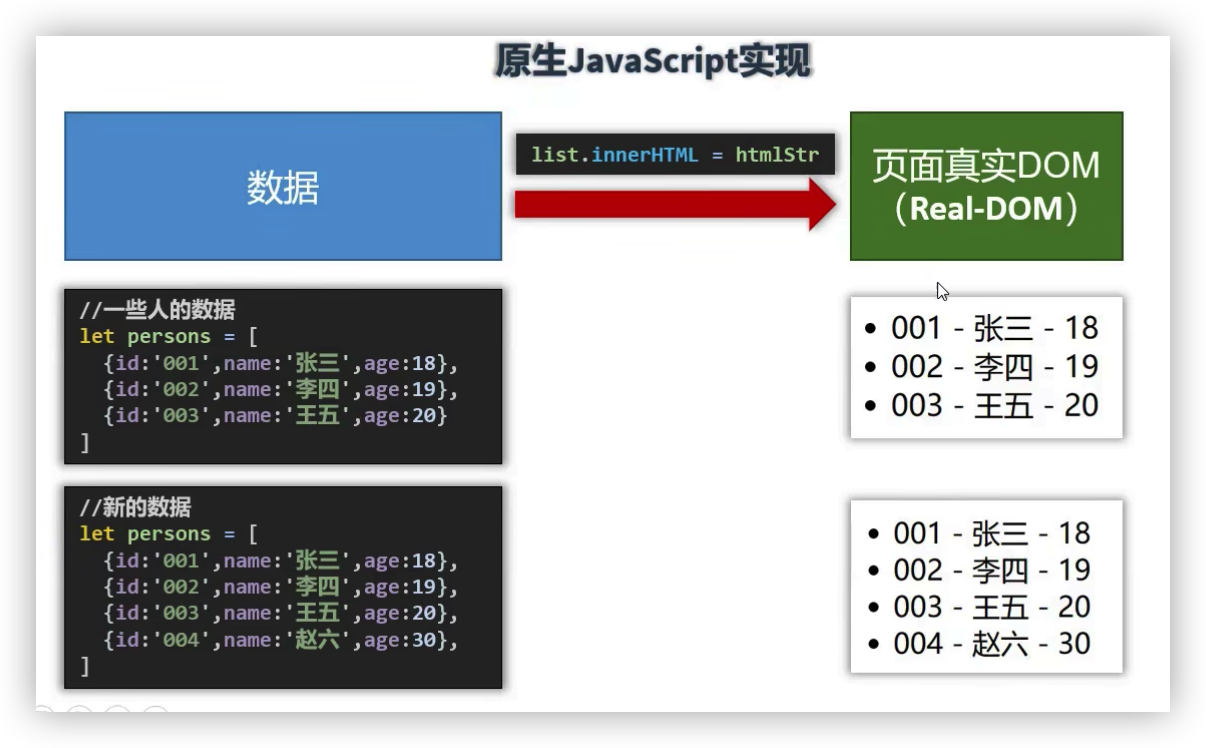 原生JavaScript实现
数据
list.innerHTML = htmlStr
页面真实DOM
（Real-DOM）
//一些人的数据
let persons = [
{id:'001',name:'张三',age:18},
{id:'002',name:'李四',age:19},
{id:'003',name:'王五',age:20}
]
• 001 - 张三 - 18
• 002 - 李四 - 19
• 003 - 王五 - 20
//新的数据
let persons = [
{id:'001',name:'张三',age:18},
{id:'002',name:'李四',age:19},
{id:'003',name:'王五',age:20},
{id:'004',name:'赵六',age:30},
]
• 001 - 张三 - 18
• 002 - 李四 - 19
• 003 - 王五 - 20
• 004 - 赵六 - 30